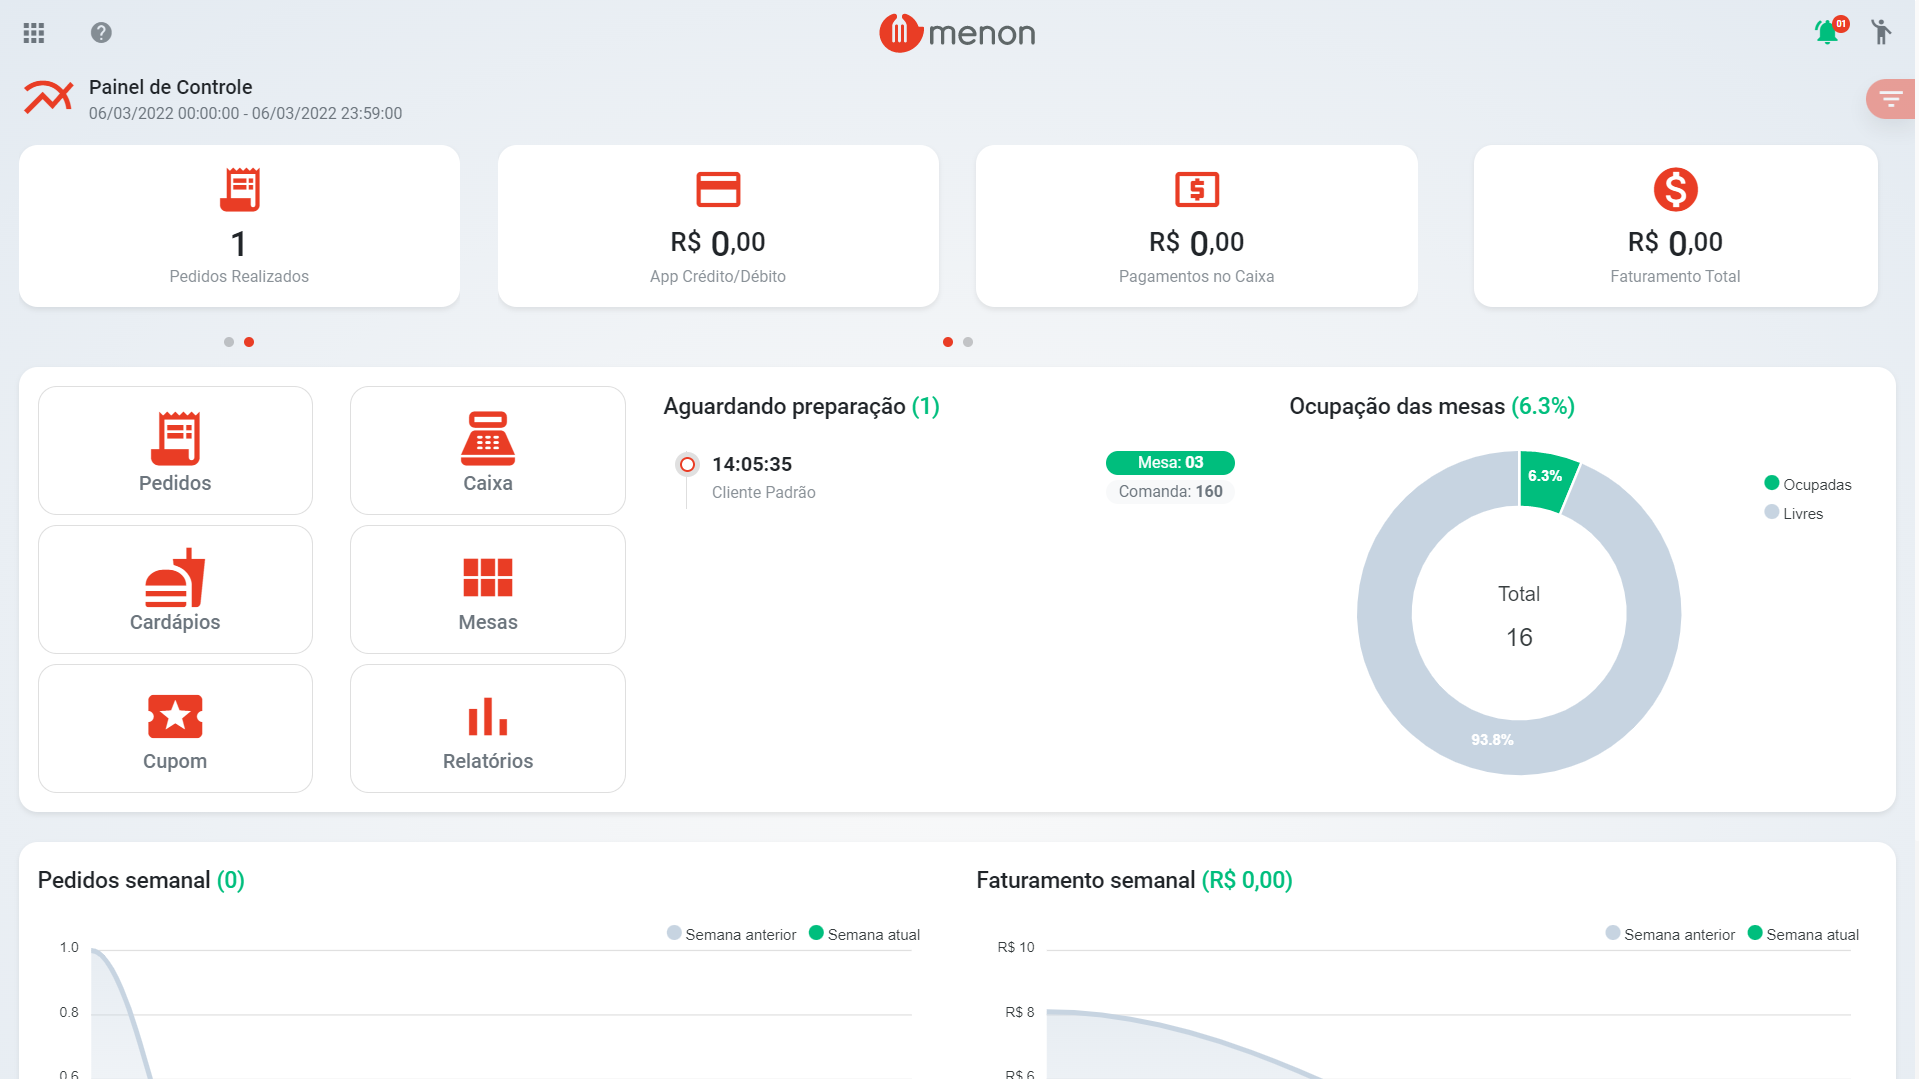 menon
01
Painel de Controle
06/03/2022 00:00:00 - 06/03/2022 23:59:00
1
Pedidos Realizados
R$ 0,00
App Crédito/Débito
R$ 0,00
Pagamentos no Caixa
R$ 0,00
Faturamento Total
Pedidos
Caixa
Cardápios
Mesas
Cupom
Relatórios
Aguardando preparação (1)
14:05:35
Cliente Padrão
Mesa: 03
Comanda: 160
Ocupação das mesas (6.3%)
6.3%
Ocupadas
Livres
Total
16
93.8%
Pedidos semanal (0)
Semana anterior
Semana atual
1.0
0.8
0.6
Faturamento semanal (R$ 0,00)
Semana anterior
Semana atual
R$ 10
R$ 8
R$ 6